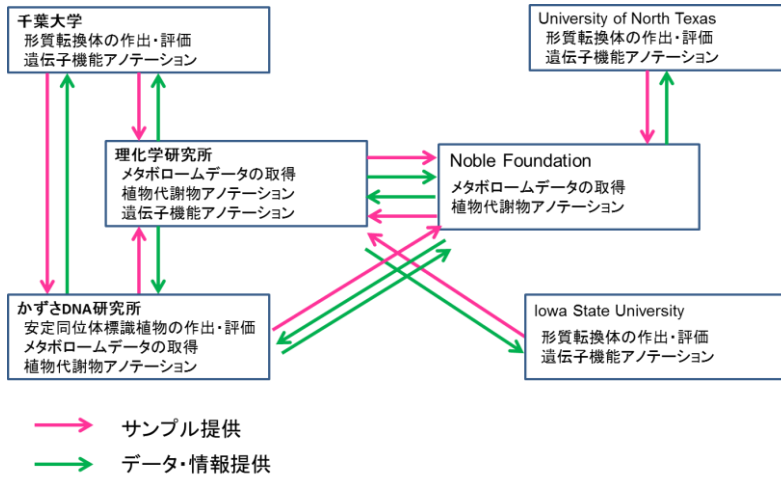 千葉大学
形質転換体の作出・評価
遺伝子機能アノテーション
University of North Texas
形質転換体の作出・評価
遺伝子機能アノテーション
理化学研究所
メタボロームデータの取得
植物代謝物アノテーション
遺伝子機能アノテーション
Noble Foundation
メタボロームデータの取得
植物代謝物アノテーション
かずさDNA研究所
安定同位体標識植物の作出・評価
メタボロームデータの取得
植物代謝物アノテーション
Iowa State University
形質転換体の作出・評価
遺伝子機能アノテーション
サンプル提供
データ・情報提供